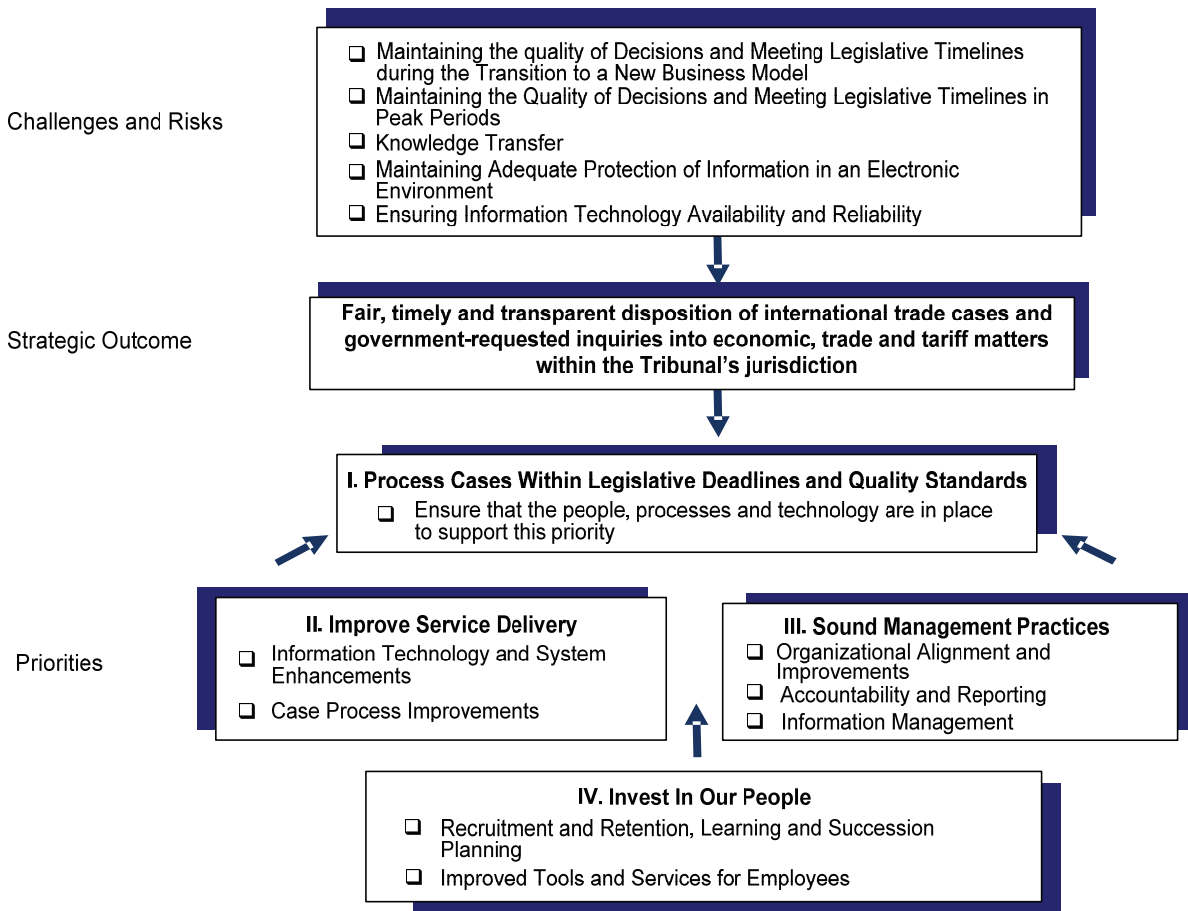 Challenges and Risks
❑ Maintaining the quality of Decisions and Meeting Legislative Timelines
during the Transition to a New Business Model
❑ Maintaining the Quality of Decisions and Meeting Legislative Timelines in
Peak Periods
❑ Knowledge Transfer
❑ Maintaining Adequate Protection of Information in an Electronic
Environment
❑ Ensuring Information Technology Availability and Reliability
Strategic Outcome
Fair, timely and transparent disposition of international trade cases and
government-requested inquiries into economic, trade and tariff matters
within the Tribunal's jurisdiction
Priorities
I. Process Cases Within Legislative Deadlines and Quality Standards
❑ Ensure that the people, processes and technology are in place
to support this priority
II. Improve Service Delivery
❑ Information Technology and System
Enhancements
❑ Case Process Improvements
III. Sound Management Practices
❑ Organizational Alignment and
Improvements
❑ Accountability and Reporting
❑ Information Management
IV. Invest In Our People
❑ Recruitment and Retention, Learning and Succession
Planning
❑ Improved Tools and Services for Employees